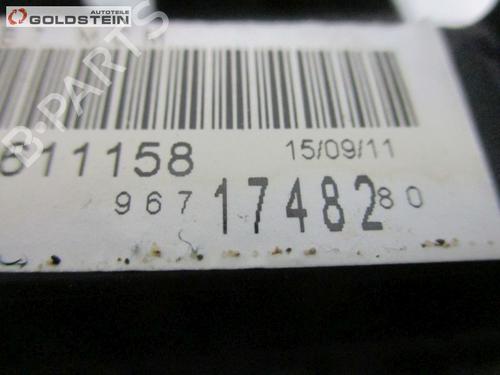 AUTOTEILE
GOLDSTEIN
B-PARTS
611158
15/09/11
967 17482 80